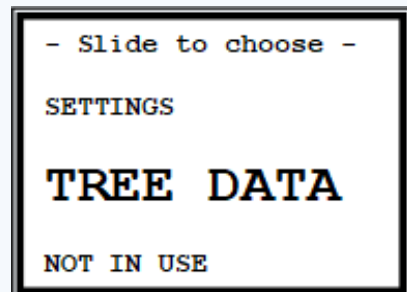 - Slide to choose -
SETTINGS
TREE DATA
NOT IN USE